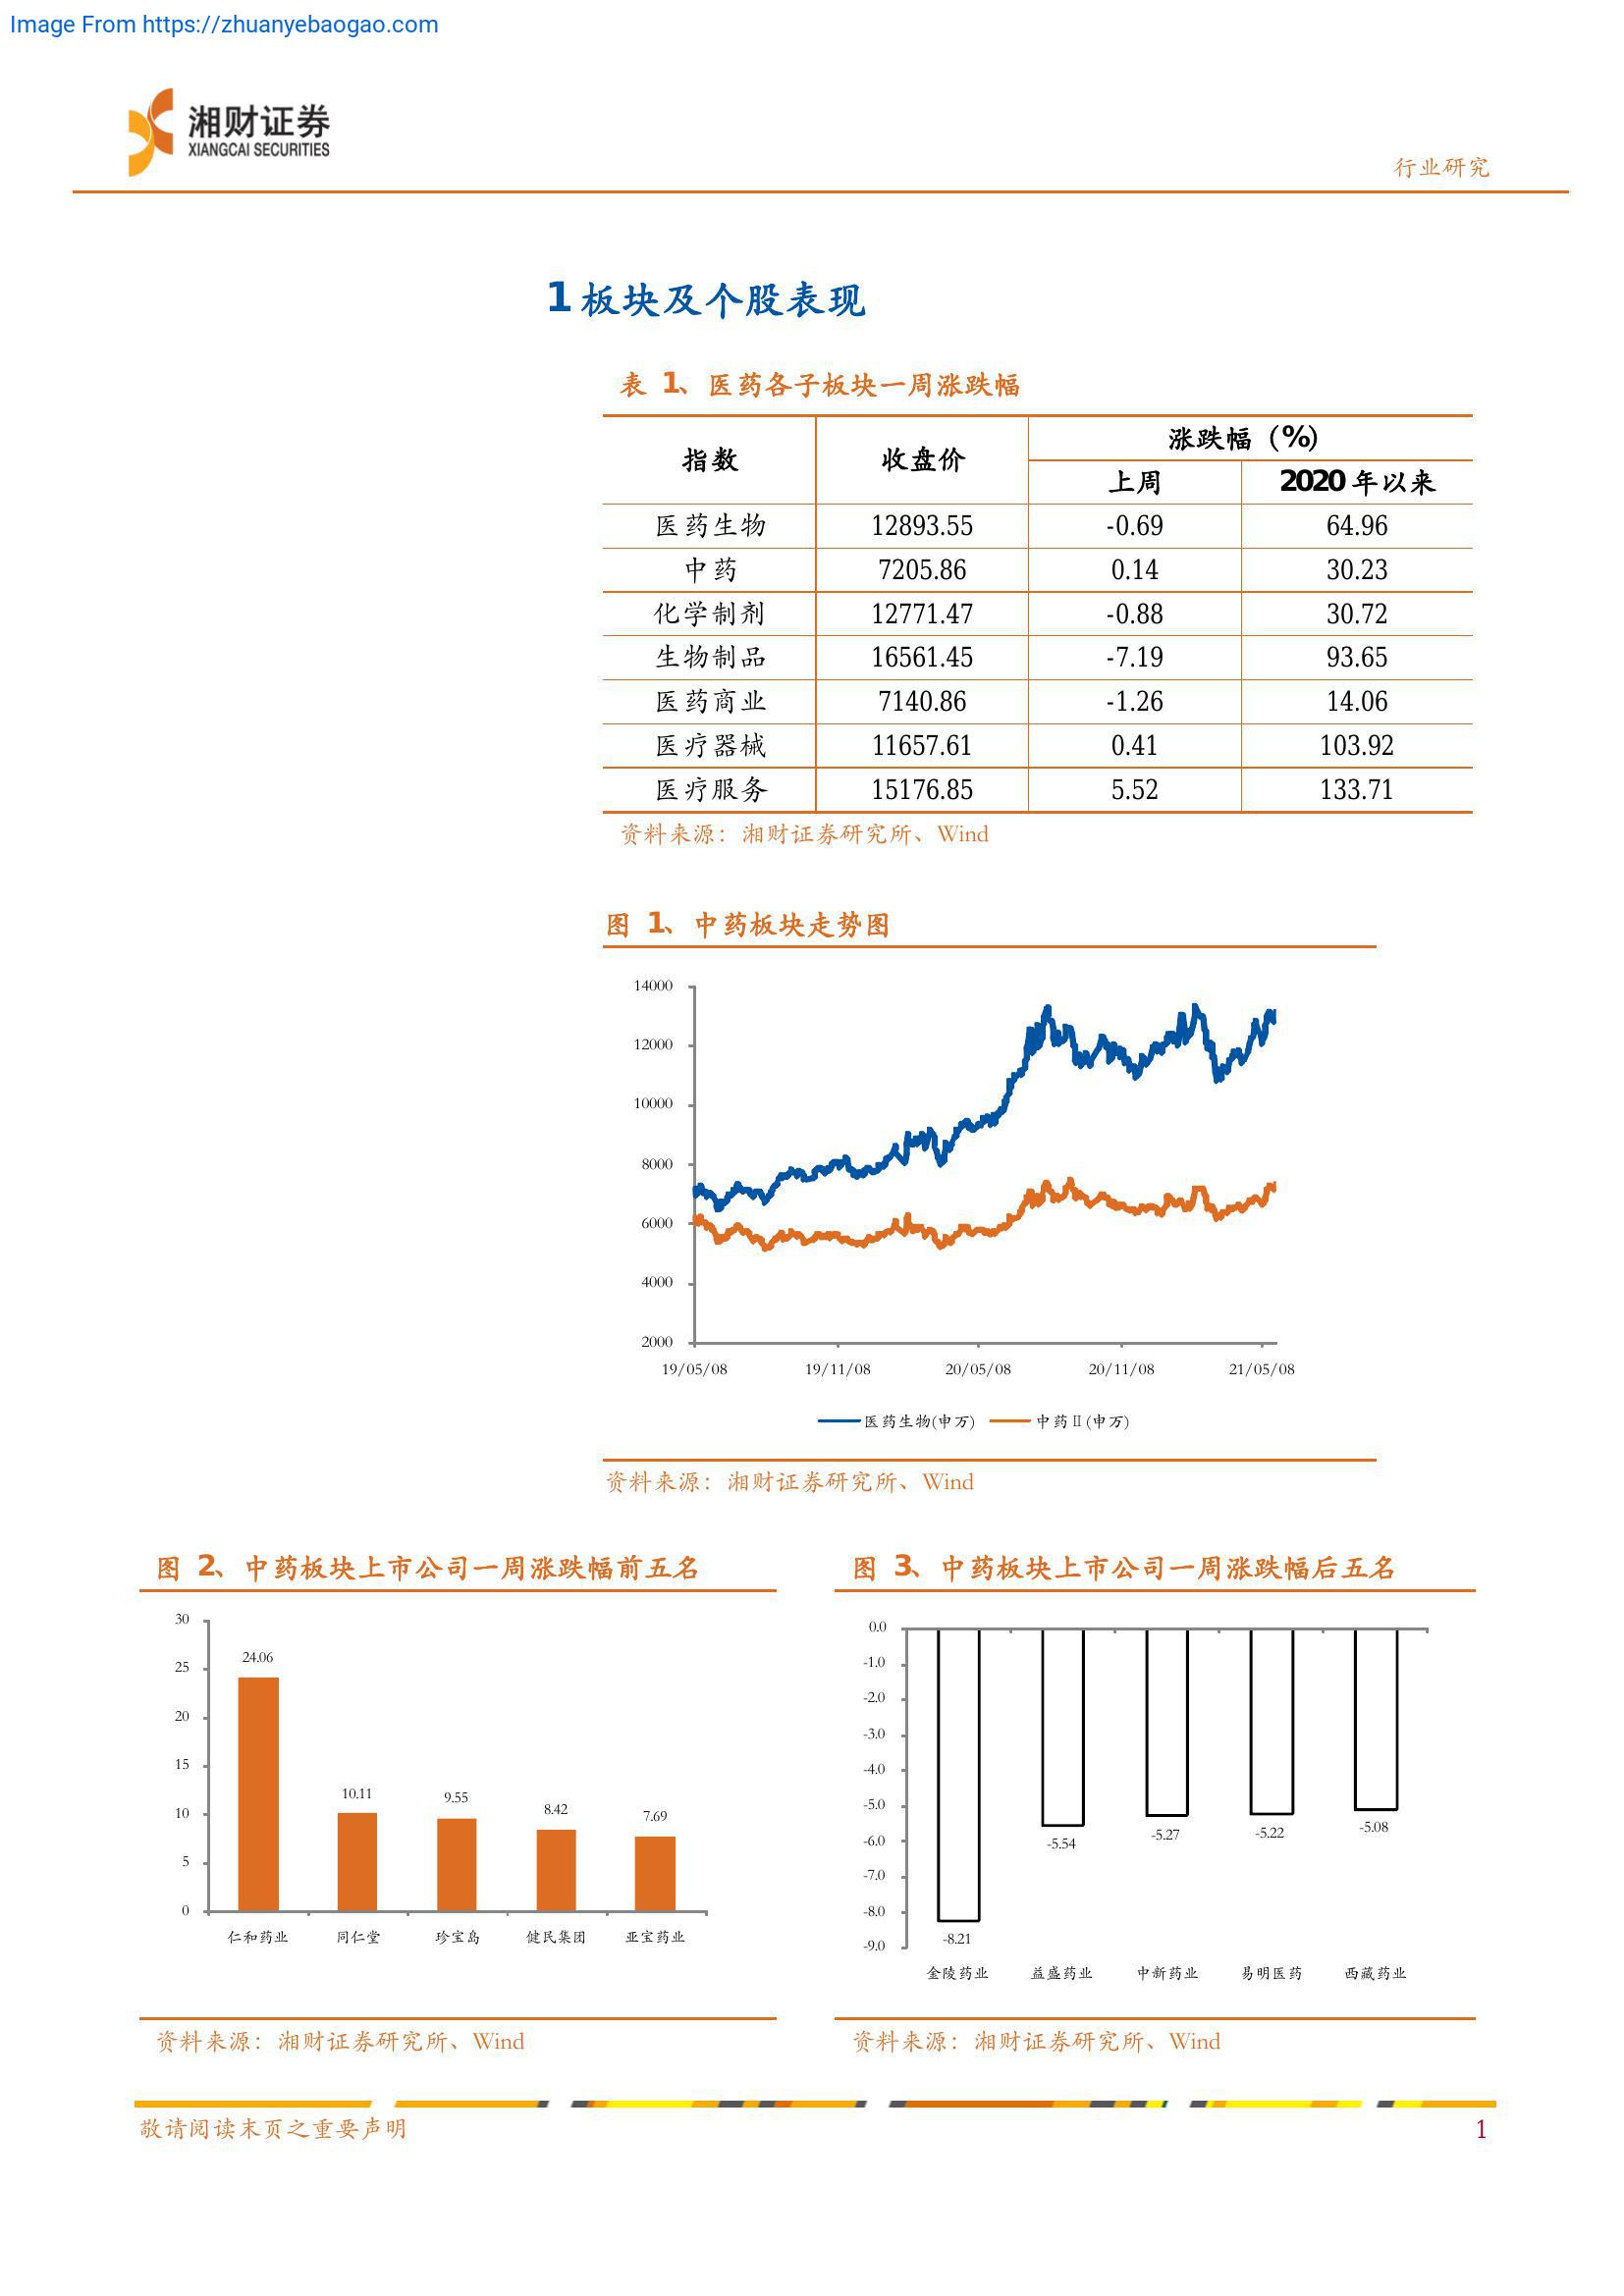 Image From https://zhuanyebaogao.com
湘财证券
XIANGCAI SECURITIES
行业研究
1 板块及个股表现
表 1、医药各子板块一周涨跌幅
指数 收盘价 涨跌幅（%）
上周 2020 年以来
医药生物 12893.55 -0.69 64.96
中药 7205.86 0.14 30.23
化学制剂 12771.47 -0.88 30.72
生物制品 16561.45 -7.19 93.65
医药商业 7140.86 -1.26 14.06
医疗器械 11657.61 0.41 103.92
医疗服务 15176.85 5.52 133.71
资料来源：湘财证券研究所、Wind
图 1、中药板块走势图
14000
12000
10000
8000
6000
4000
2000
19/05/08 19/11/08 20/05/08 20/11/08 21/05/08
医药生物(申万) 中药Ⅱ(申万)
资料来源：湘财证券研究所、Wind
图 2、中药板块上市公司一周涨跌幅前五名
30
25
20
15
10
5
0
24.06
10.11
9.55
8.42
7.69
仁和药业 同仁堂 珍宝岛 健民集团 亚宝药业
资料来源：湘财证券研究所、Wind
图 3、中药板块上市公司一周涨跌幅后五名
0.0
-1.0
-2.0
-3.0
-4.0
-5.0
-6.0
-7.0
-8.0
-9.0
-8.21
-5.54
-5.27
-5.22
-5.08
金陵药业 益盛药业 中新药业 易明医药 西藏药业
资料来源：湘财证券研究所、Wind
敬请阅读末页之重要声明
1